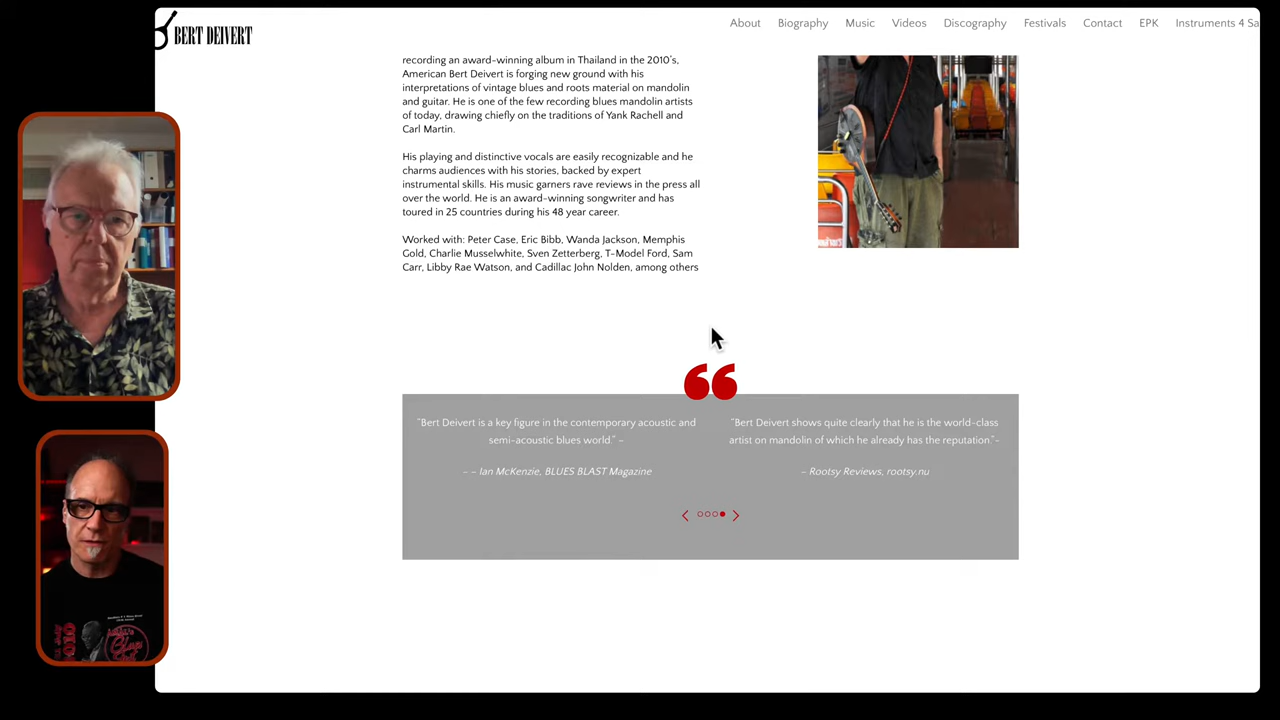 BERT DEIVERT
About Biography Music Videos Discography Festivals Contact EPK Instruments 4 Sa
recording an award-winning album in Thailand in the 2010's,
American Bert Deivert is forging new ground with his
interpretations of vintage blues and roots material on mandolin
and guitar. He is one of the few recording blues mandolin artists
of today, drawing chiefly on the traditions of Yank Rachell and
Carl Martin.
His playing and distinctive vocals are easily recognizable and he
charms audiences with his stories, backed by expert
instrumental skills. His music garners rave reviews in the press all
over the world. He is an award-winning songwriter and has
toured in 25 countries during his 48 year career.
Worked with: Peter Case, Eric Bibb, Wanda Jackson, Memphis
Gold, Charlie Musselwhite, Sven Zetterberg, T-Model Ford, Sam
Carr, Libby Rae Watson, and Cadillac John Nolden, among others
"Bert Deivert is a key figure in the contemporary acoustic and
semi-acoustic blues world." –
– – Ian McKenzie, BLUES BLAST Magazine
"Bert Deivert shows quite clearly that he is the world-class
artist on mandolin of which he already has the reputation."-
– Rootsy Reviews, rootsy.nu